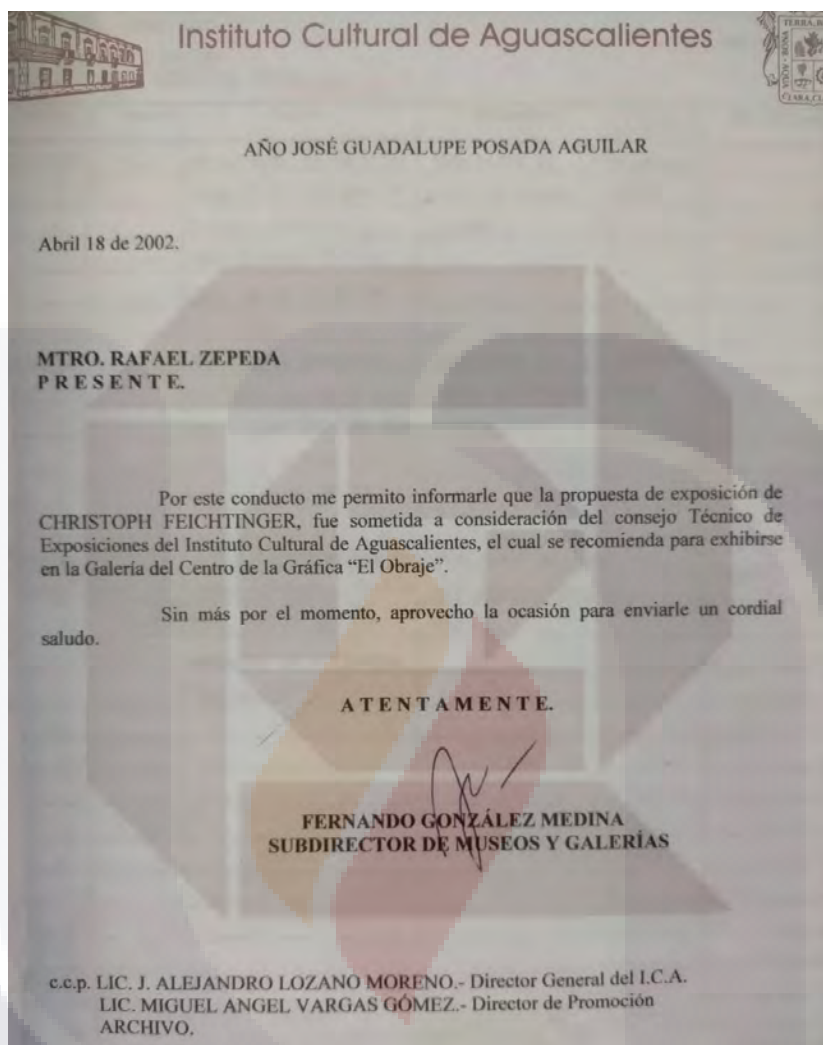 Instituto Cultural de Aguascalientes
AÑO JOSÉ GUADALUPE POSADA AGUILAR
Abril 18 de 2002.
MTRO. RAFAEL ZEPEDA
P R E S E N T E.
Por este conducto me permito informarle que la propuesta de exposición de
CHRISTOPH FEICHTINGER, fue sometida a consideración del consejo Técnico de
Exposiciones del Instituto Cultural de Aguascalientes, el cual se recomienda para exhibirse
en la Galería del Centro de la Gráfica “El Obraje”.
Sin más por el momento, aprovecho la ocasión para enviarle un cordial
saludo.
A T E N T A M E N T E.
FERNANDO GONZÁLEZ MEDINA
SUBDIRECTOR DE MUSEOS Y GALERÍAS
c.c.p. LIC. J. ALEJANDRO LOZANO MORENO.- Director General del I.C.A.
LIC. MIGUEL ANGEL VARGAS GÓMEZ.- Director de Promoción
ARCHIVO.